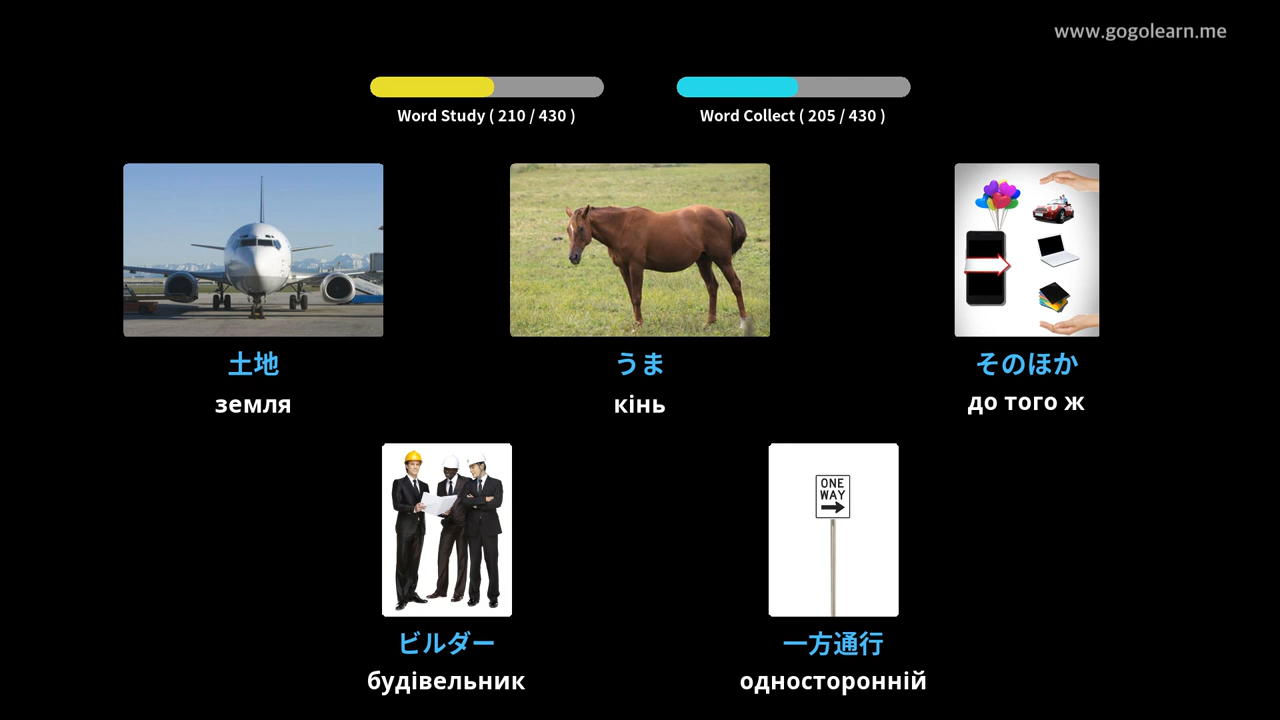 www.gogolearn.me
Word Study ( 210 / 430 )
Word Collect ( 205 / 430 )
土地
うま
そのほか
земля
кінь
до того ж
ONE
WAY
ビルダー
一方通行
будівельник
односторонній